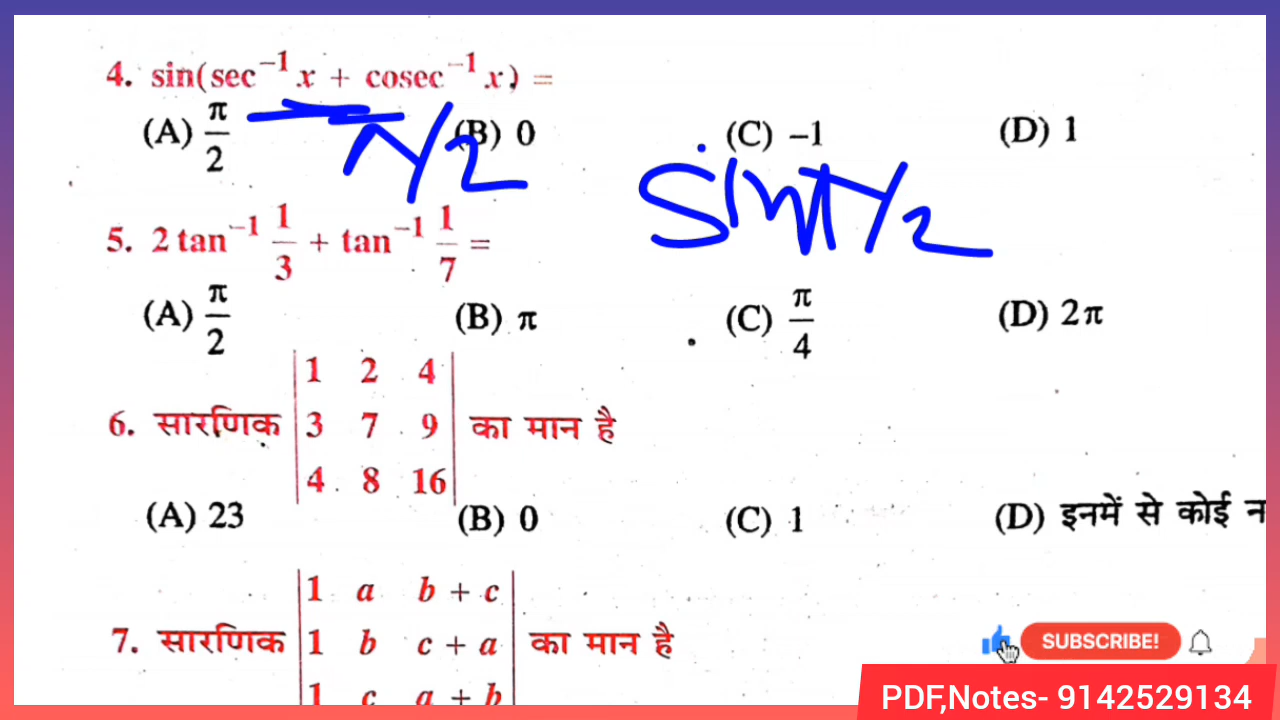 4. sin(sec⁻¹ x + cosec⁻¹ x) =
(A) π/2 (B) 0 (C) –1 (D) 1
π/2
sin π/2
5. 2 tan⁻¹ 1/3 + tan⁻¹ 1/7 =
(A) π/2 (B) π (C) π/4 (D) 2π
6. सारणिक
1 2 4
3 7 9
4 8 16
का मान है
(A) 23 (B) 0 (C) 1 (D) इनमें से कोई न
7. सारणिक
1 a b + c
1 b c + a
1 c a + b
का मान है
SUBSCRIBE!
PDF,Notes- 9142529134